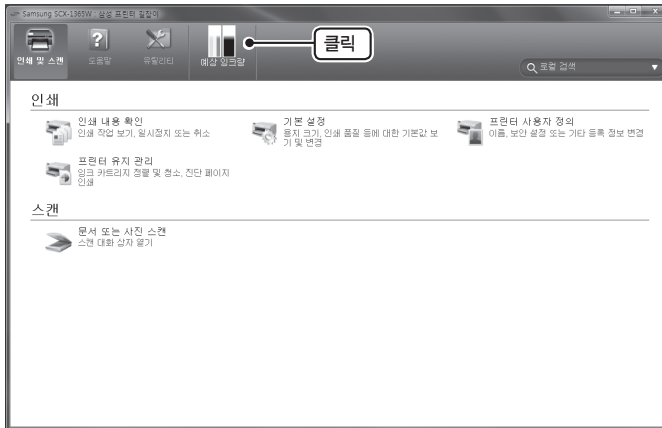 Samsung SCX-1365W : 삼성 프린터 길잡이
인쇄 및 스캔
도움말
유틸리티
예상 잉크량
클릭
로컬 검색
인쇄
인쇄 내용 확인
인쇄 작업 보기, 일시정지 또는 취소
기본 설정
용지 크기, 인쇄 품질 등에 대한 기본값 보
기 및 변경
프린터 사용자 정의
이름, 보안 설정 또는 기타 등록 정보 변경
프린터 유지 관리
잉크 카트리지 정렬 및 청소, 진단 페이지
인쇄
스캔
문서 또는 사진 스캔
스캔 대화 상자 열기